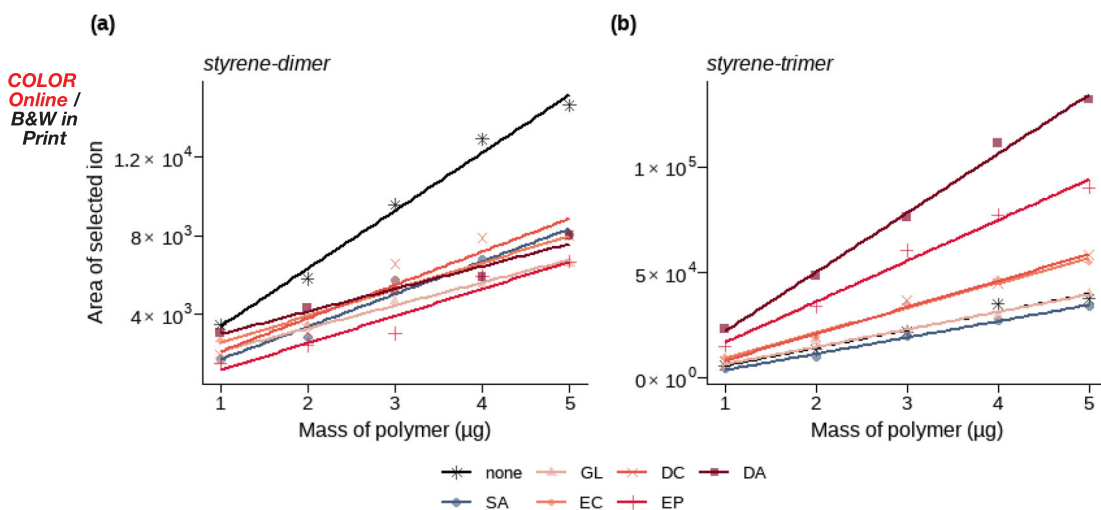 (a)
(b)
COLOR
Online /
B&W in
Print
styrene-dimer
styrene-trimer
Area of selected ion
1.2 × 10⁴
8 × 10³
4 × 10³
1 2 3 4 5
Mass of polymer (µg)
1 × 10⁵
5 × 10⁴
0 × 10⁰
1 2 3 4 5
Mass of polymer (µg)
none GL DC DA
SA EC EP